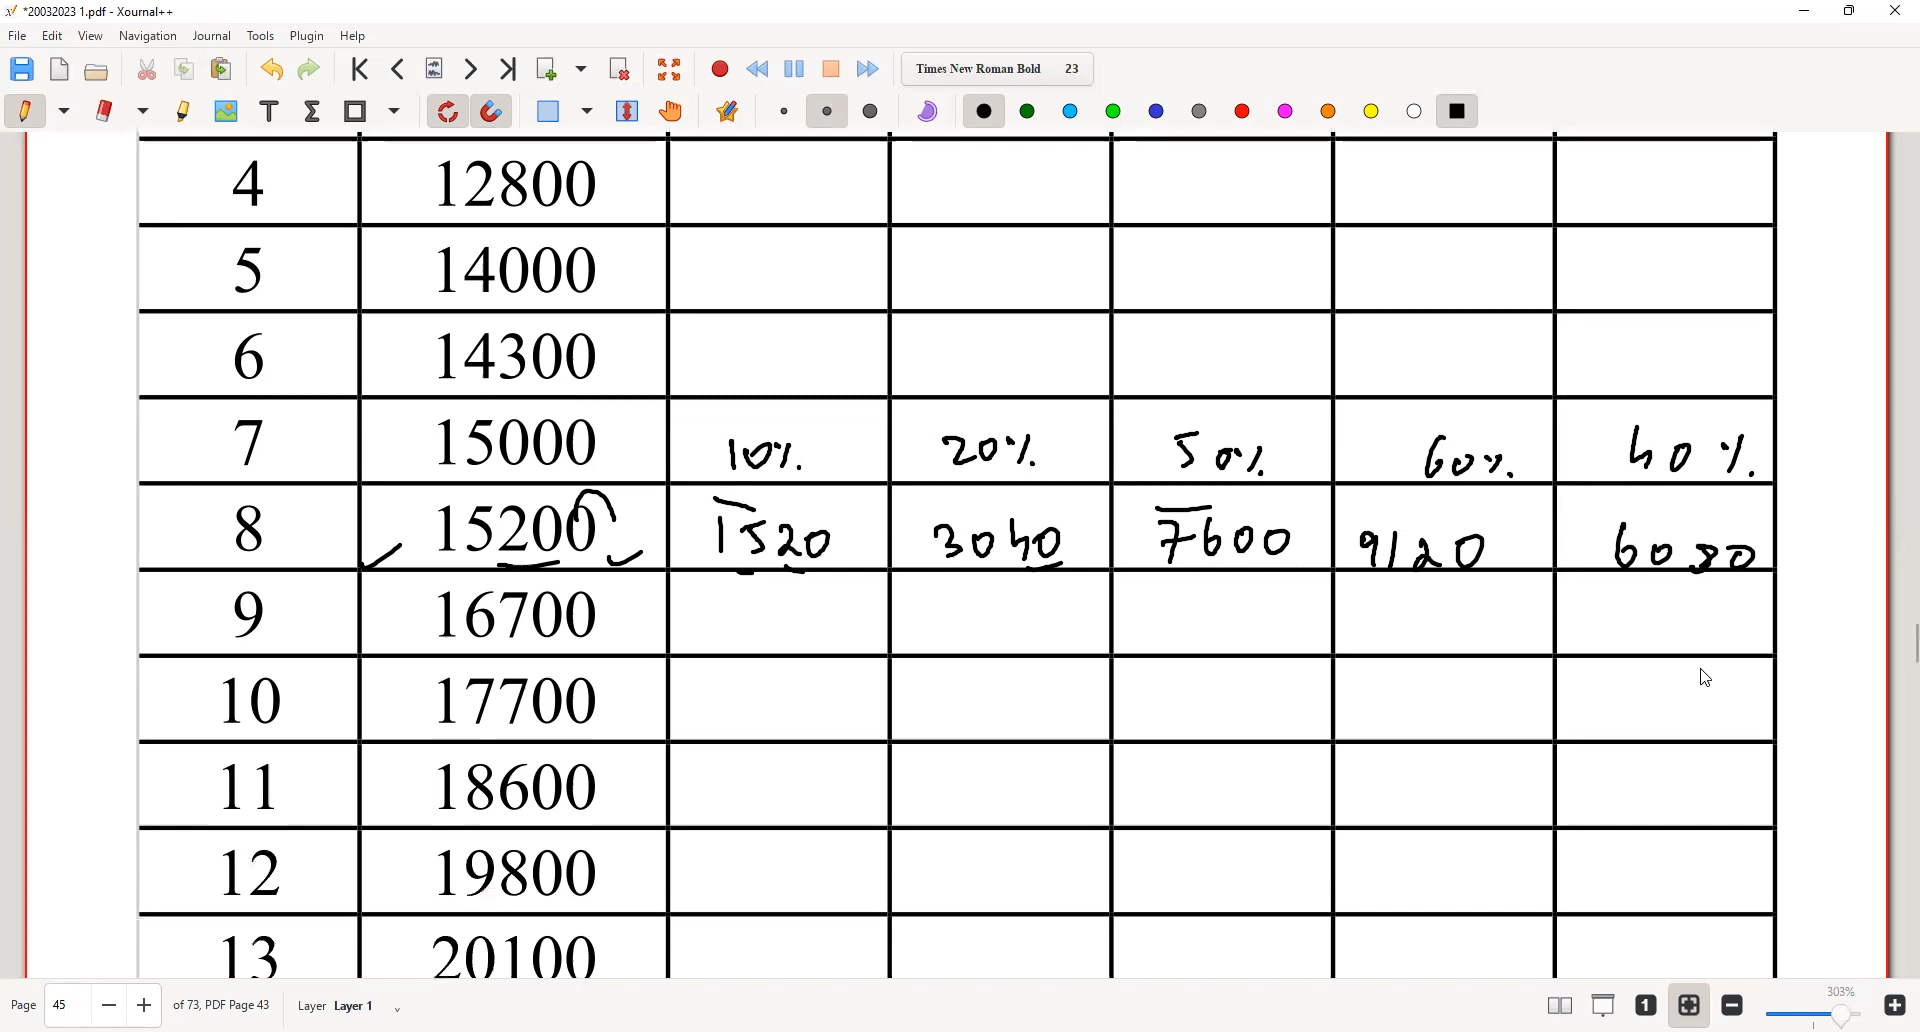 *20032023 1.pdf - Xournal++
File Edit View Navigation Journal Tools Plugin Help
Times New Roman Bold 23
4 12800
5 14000
6 14300
7 15000 10% 20% 50% 60% 40%
8 15200 1520 3040 7600 9120 6080
9 16700
10 17700
11 18600
12 19800
13 20100
Page 45 of 73, PDF Page 43 Layer Layer 1 1 303%